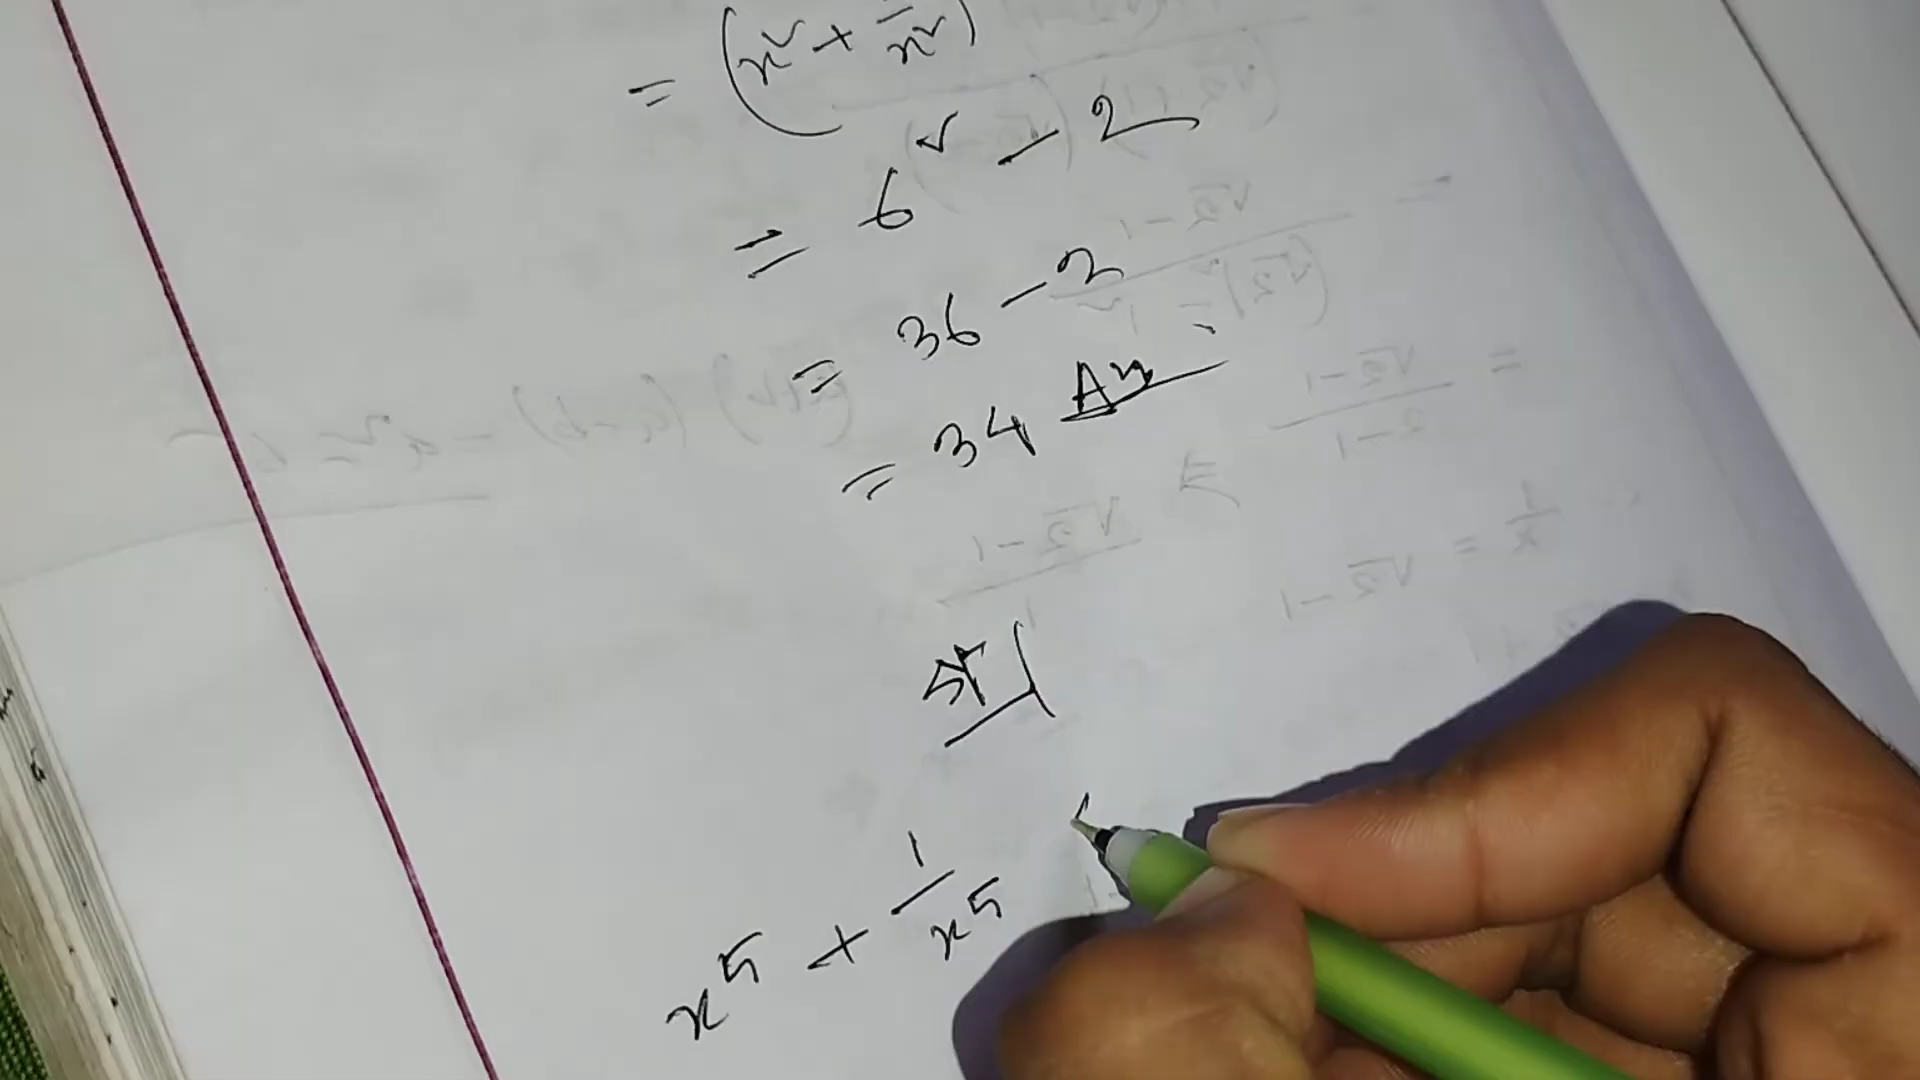 = (x² + 1/x²)
= 6² - 2
= 36 - 2
= 34 Ans
গ
x⁵ + 1/x⁵